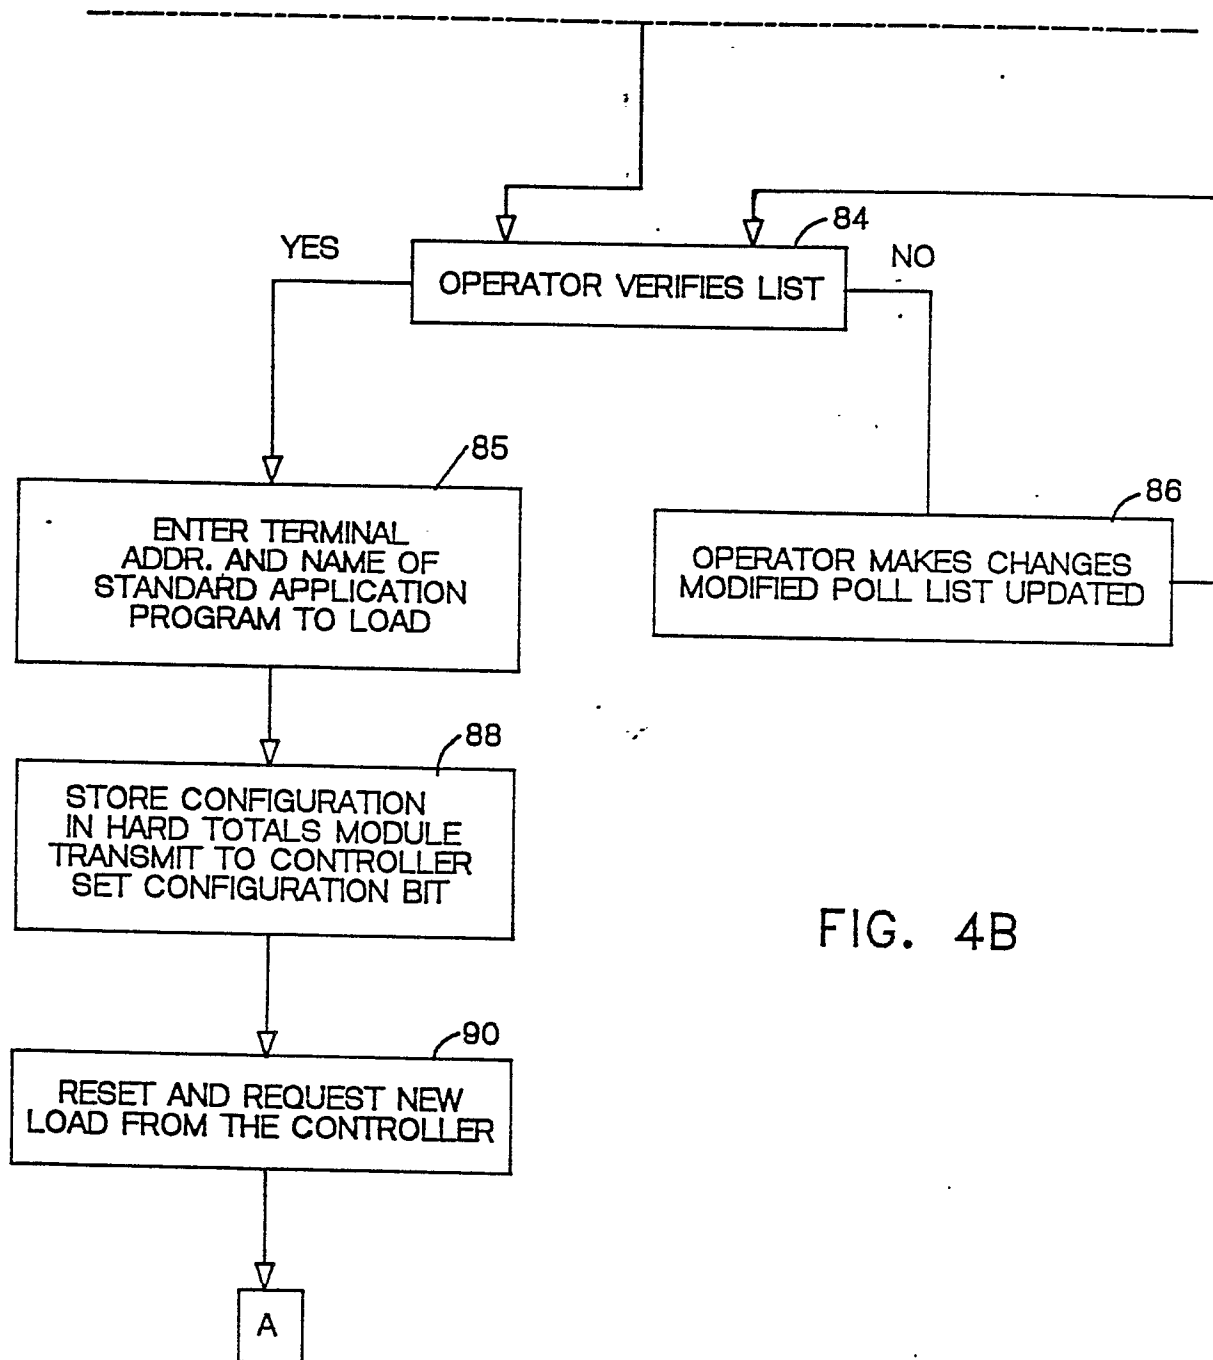 84
YES
NO
OPERATOR VERIFIES LIST
85
ENTER TERMINAL
ADDR. AND NAME OF
STANDARD APPLICATION
PROGRAM TO LOAD
86
OPERATOR MAKES CHANGES
MODIFIED POLL LIST UPDATED
88
STORE CONFIGURATION
IN HARD TOTALS MODULE
TRANSMIT TO CONTROLLER
SET CONFIGURATION BIT
FIG. 4B
90
RESET AND REQUEST NEW
LOAD FROM THE CONTROLLER
A